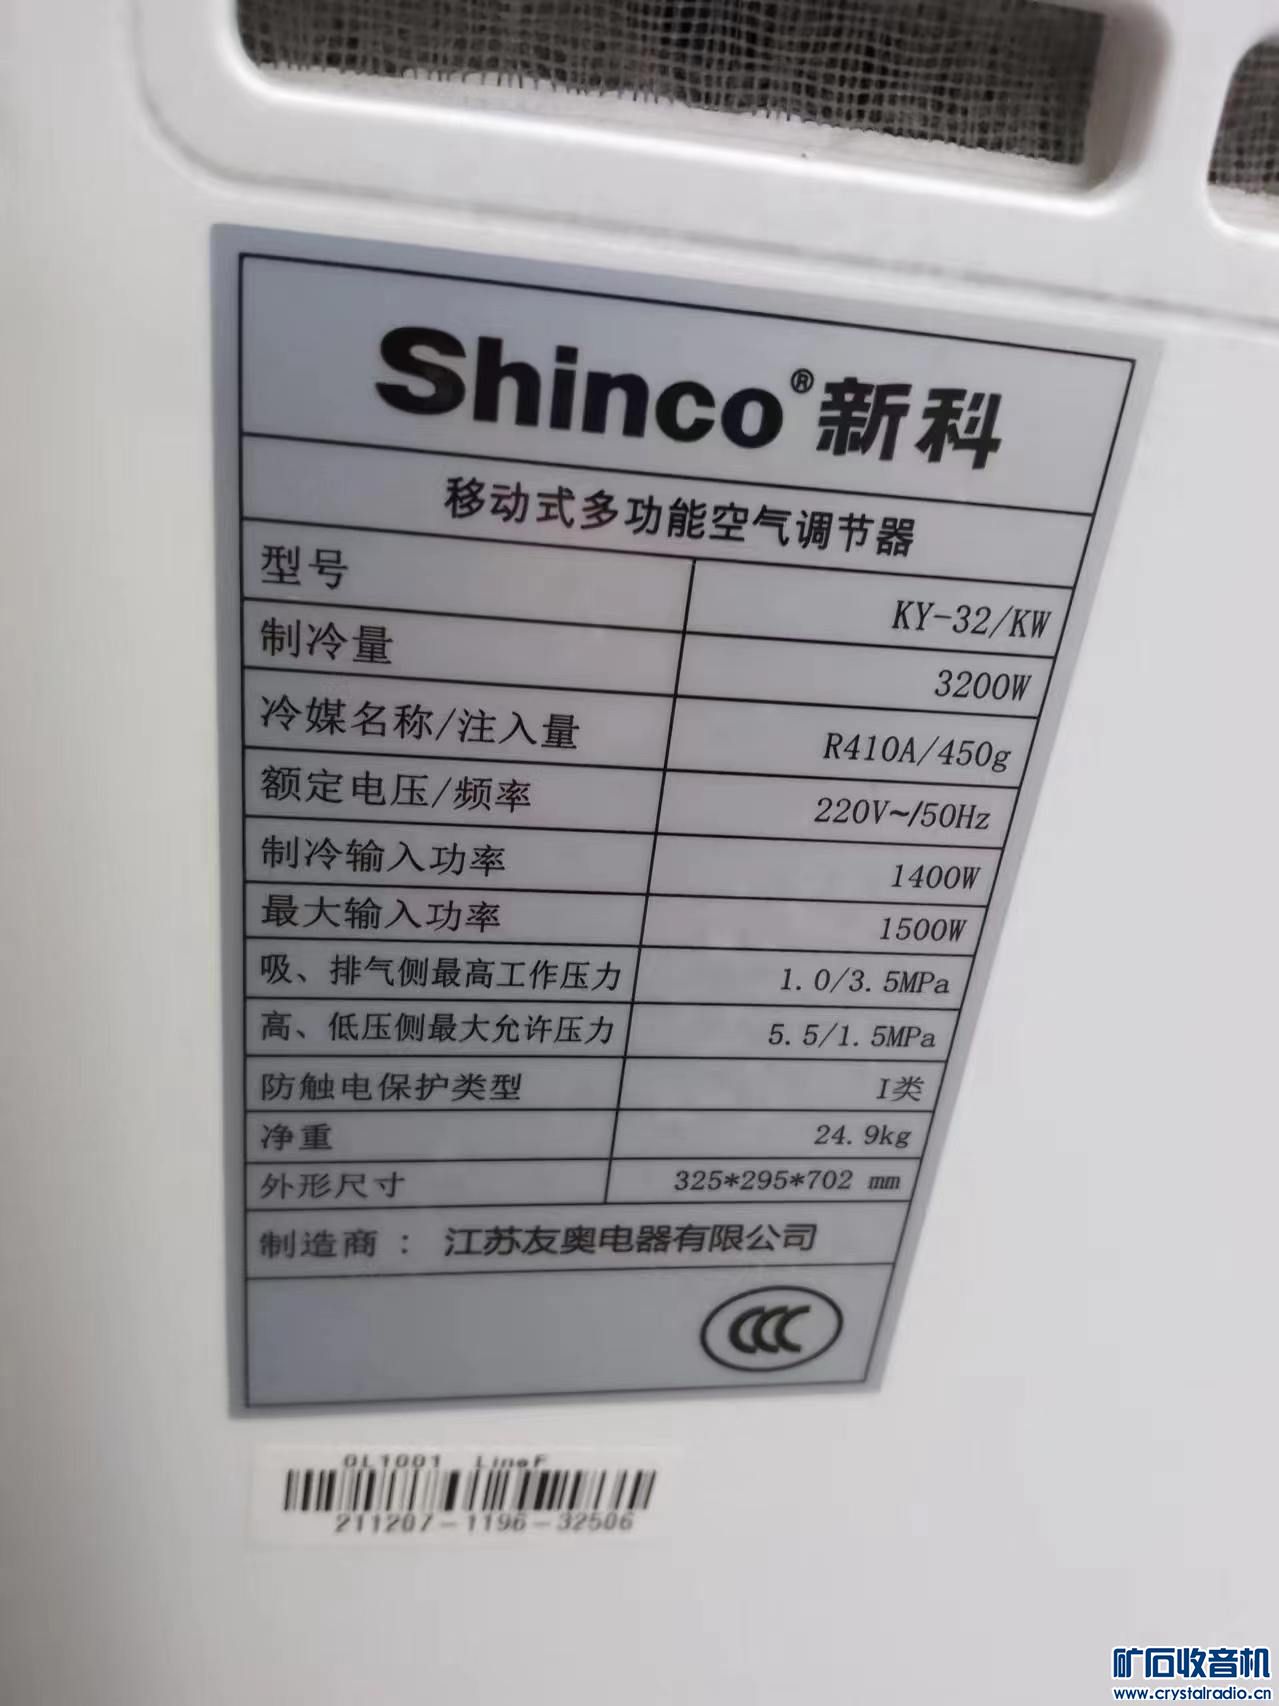 Shinco®新科
移动式多功能空气调节器
型号 KY-32/KW
制冷量 3200W
冷媒名称/注入量 R410A/450g
额定电压/频率 220V~/50Hz
制冷输入功率 1400W
最大输入功率 1500W
吸、排气侧最高工作压力 1.0/3.5MPa
高、低压侧最大允许压力 5.5/1.5MPa
防触电保护类型 I类
净重 24.9kg
外形尺寸 325*295*702 mm
制造商：江苏友奥电器有限公司
CCC
0L1001 LineF
211207-1196-32506
矿石收音机
www.crystalradio.cn